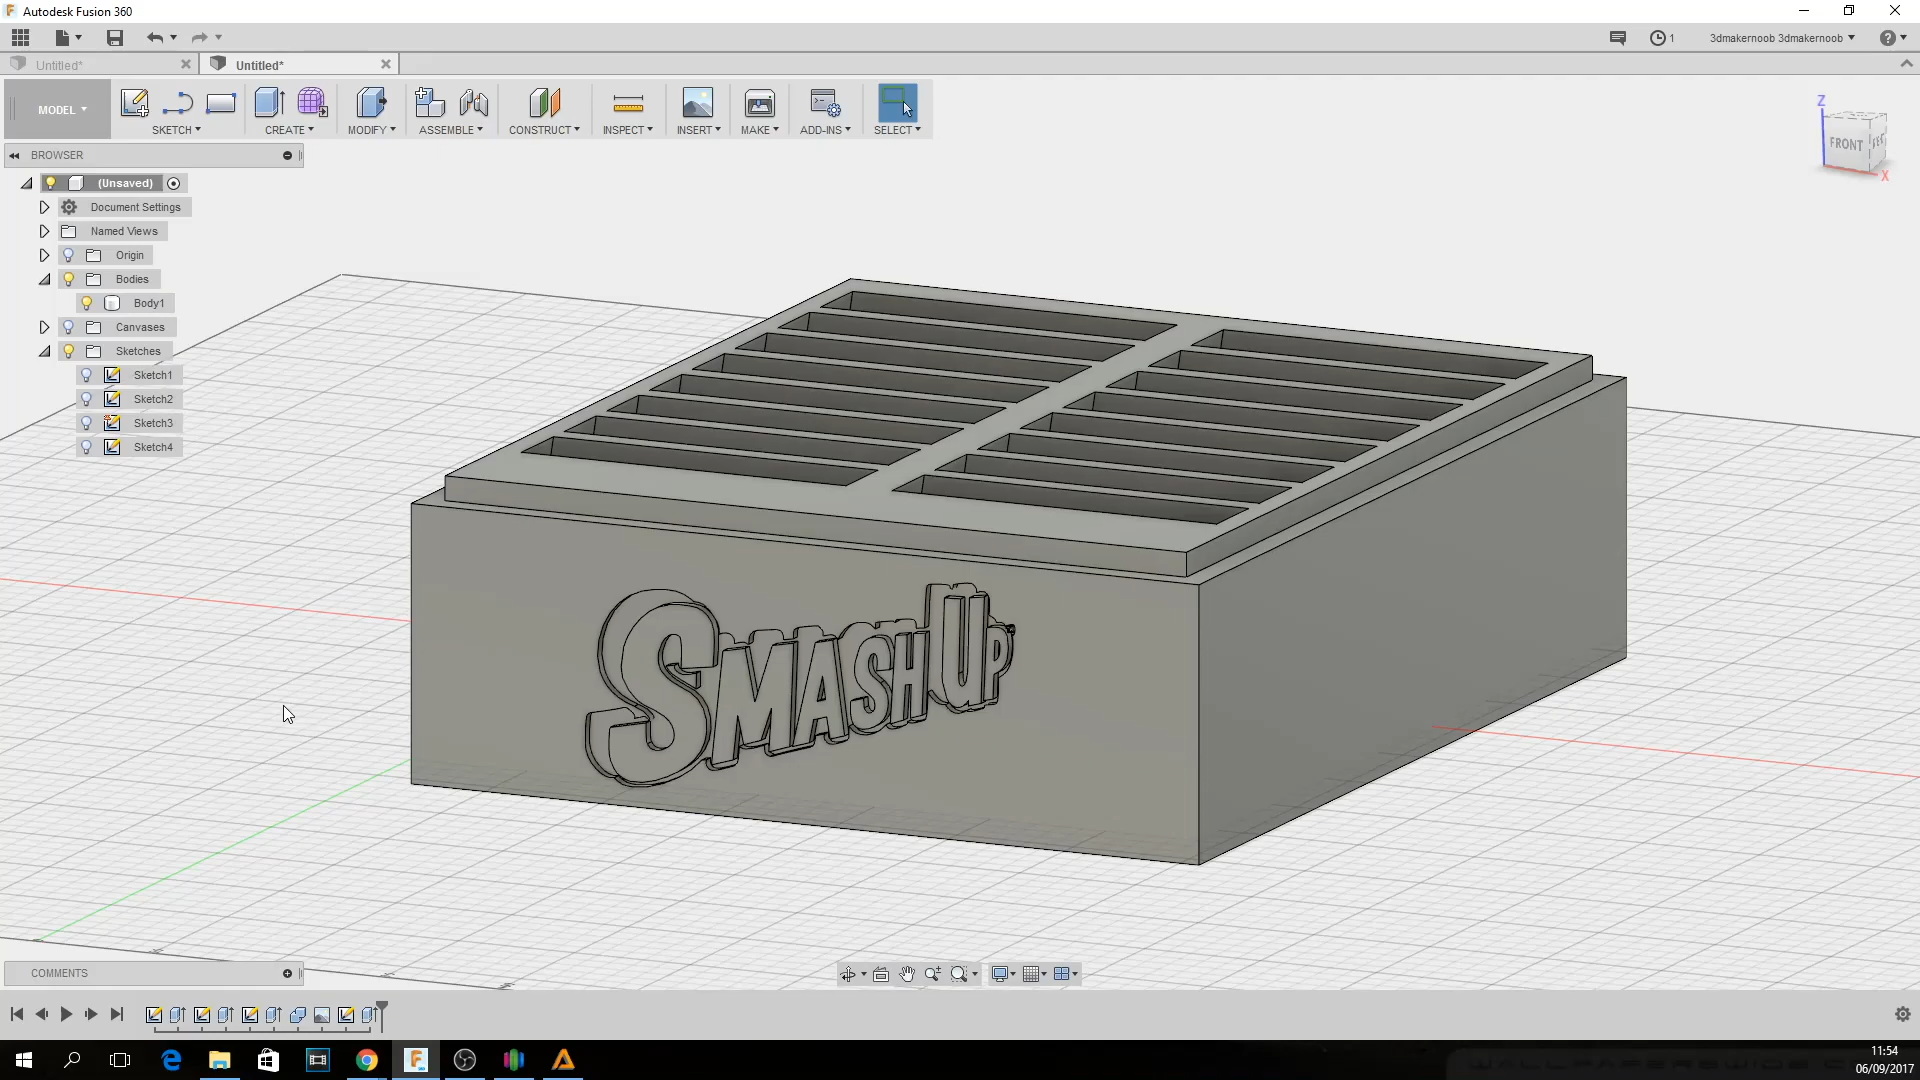 Autodesk Fusion 360
1 3dmakernoob 3dmakernoob
Untitled* Untitled*
MODEL
SKETCH CREATE MODIFY ASSEMBLE CONSTRUCT INSPECT INSERT MAKE ADD-INS SELECT
Z
FRONT
X
BROWSER
(Unsaved)
Document Settings
Named Views
Origin
Bodies
Body1
Canvases
Sketches
Sketch1
Sketch2
Sketch3
Sketch4
SMASH UP
COMMENTS
11:54
06/09/2017